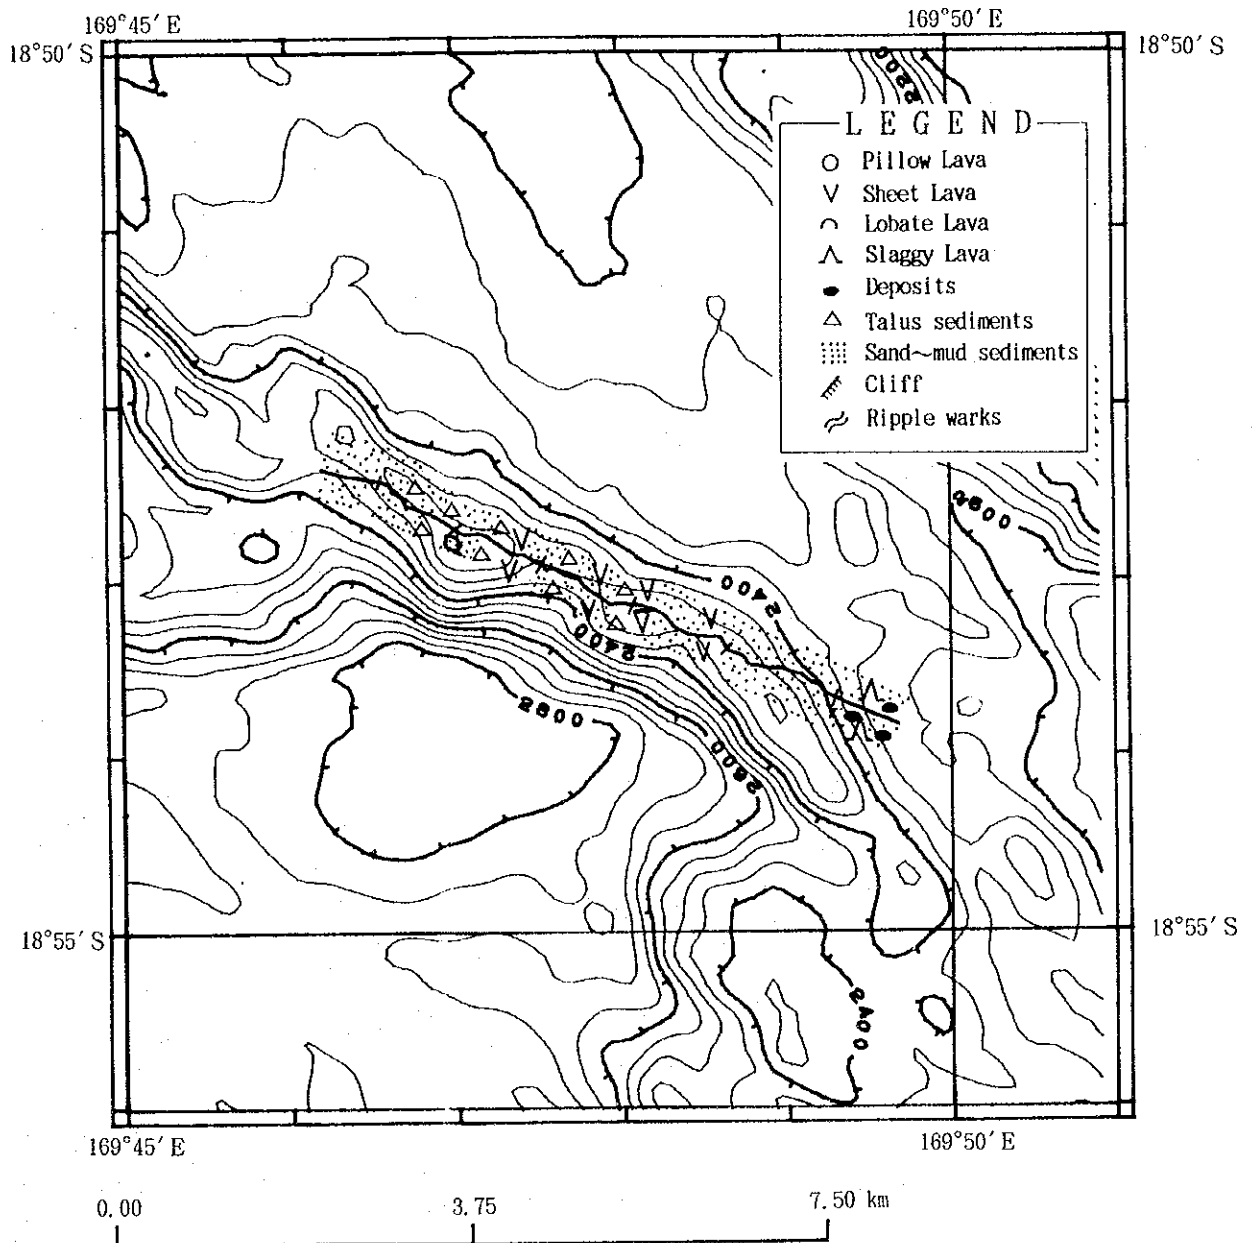 169°45′E 169°50′E
18°50′S 18°50′S
2200
LEGEND
Pillow Lava
Sheet Lava
Lobate Lava
Slaggy Lava
Deposits
Talus sediments
Sand~mud sediments
Cliff
Ripple warks
2400
2400
2600
2400
18°55′S 18°55′S
169°45′E 169°50′E
0.00 3.75 7.50 km